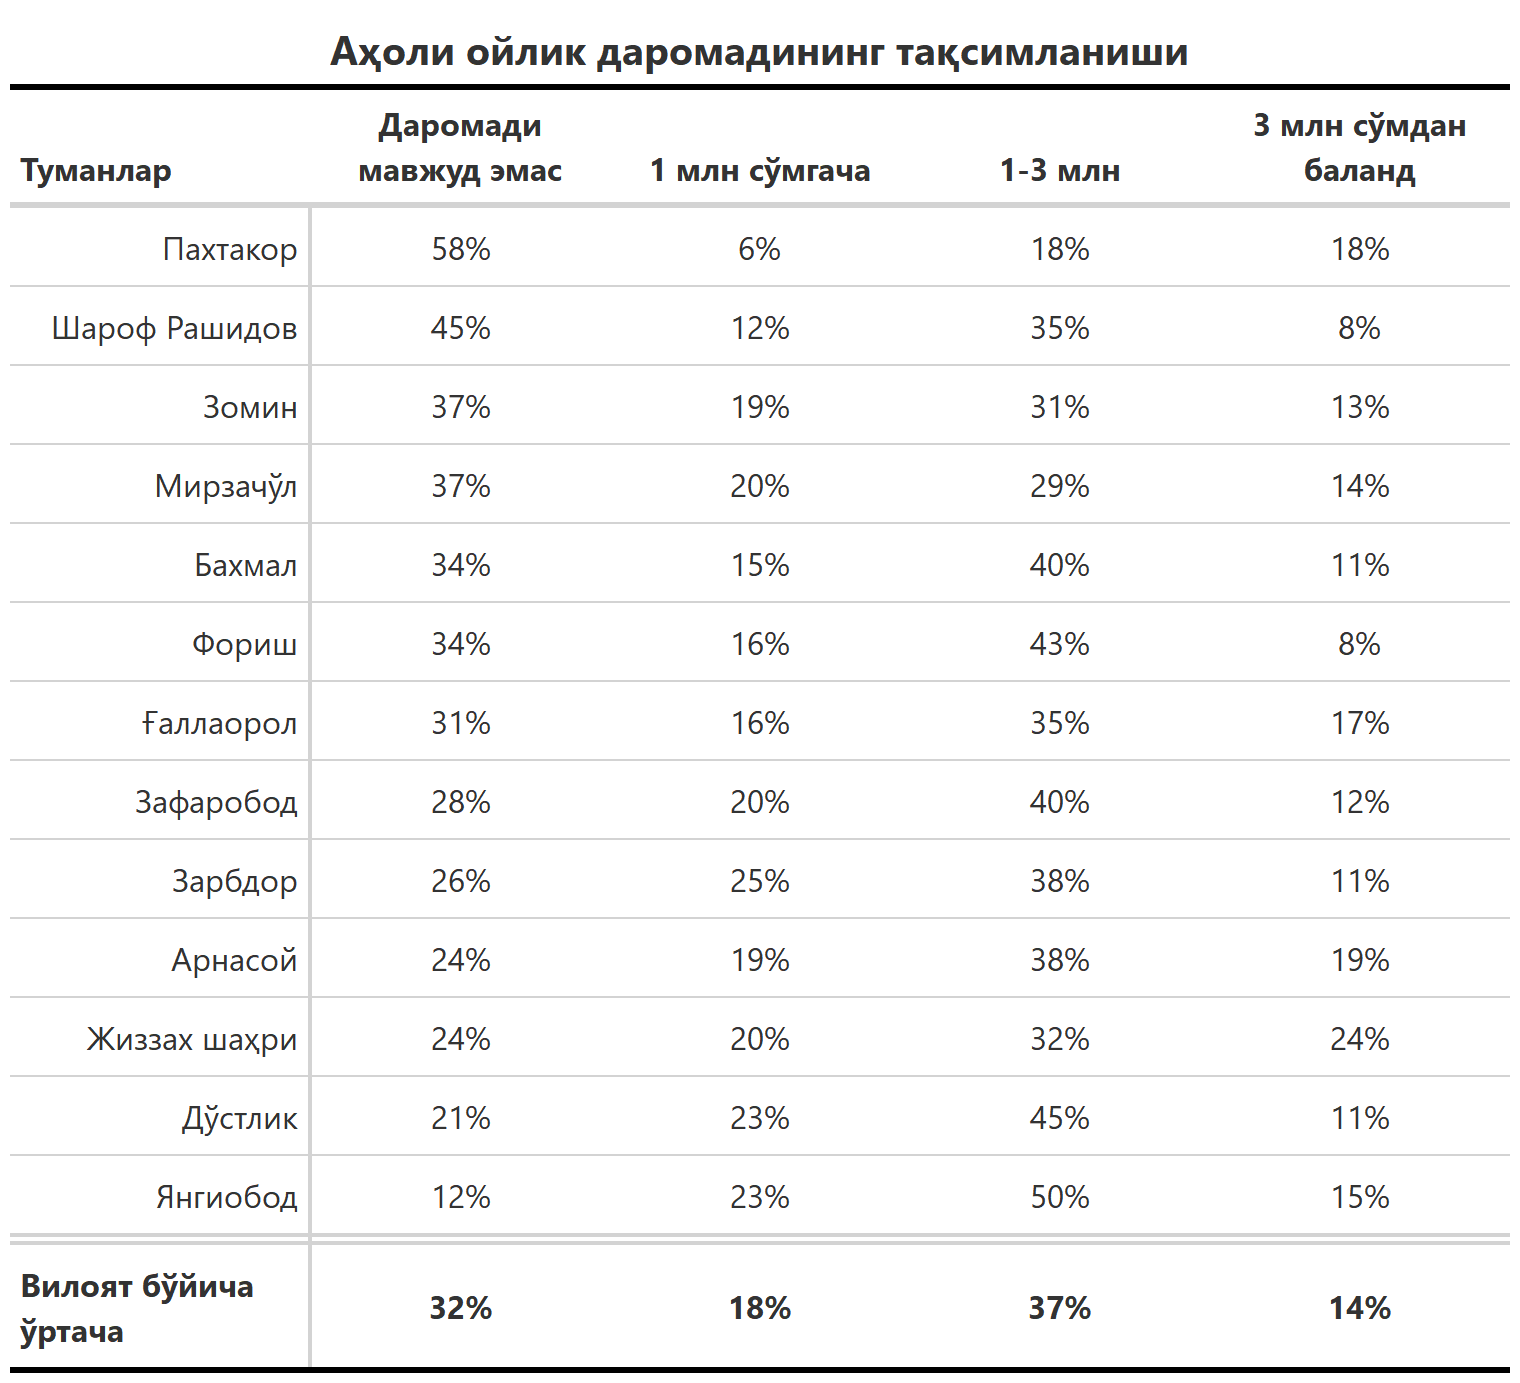 Аҳоли ойлик даромадининг тақсимланиши
Туманлар Даромади мавжуд эмас 1 млн сўмгача 1-3 млн 3 млн сўмдан баланд
Пахтакор 58% 6% 18% 18%
Шароф Рашидов 45% 12% 35% 8%
Зомин 37% 19% 31% 13%
Мирзачўл 37% 20% 29% 14%
Бахмал 34% 15% 40% 11%
Фориш 34% 16% 43% 8%
Ғаллаорол 31% 16% 35% 17%
Зафаробод 28% 20% 40% 12%
Зарбдор 26% 25% 38% 11%
Арнасой 24% 19% 38% 19%
Жиззах шаҳри 24% 20% 32% 24%
Дўстлик 21% 23% 45% 11%
Янгиобод 12% 23% 50% 15%
Вилоят бўйича ўртача 32% 18% 37% 14%